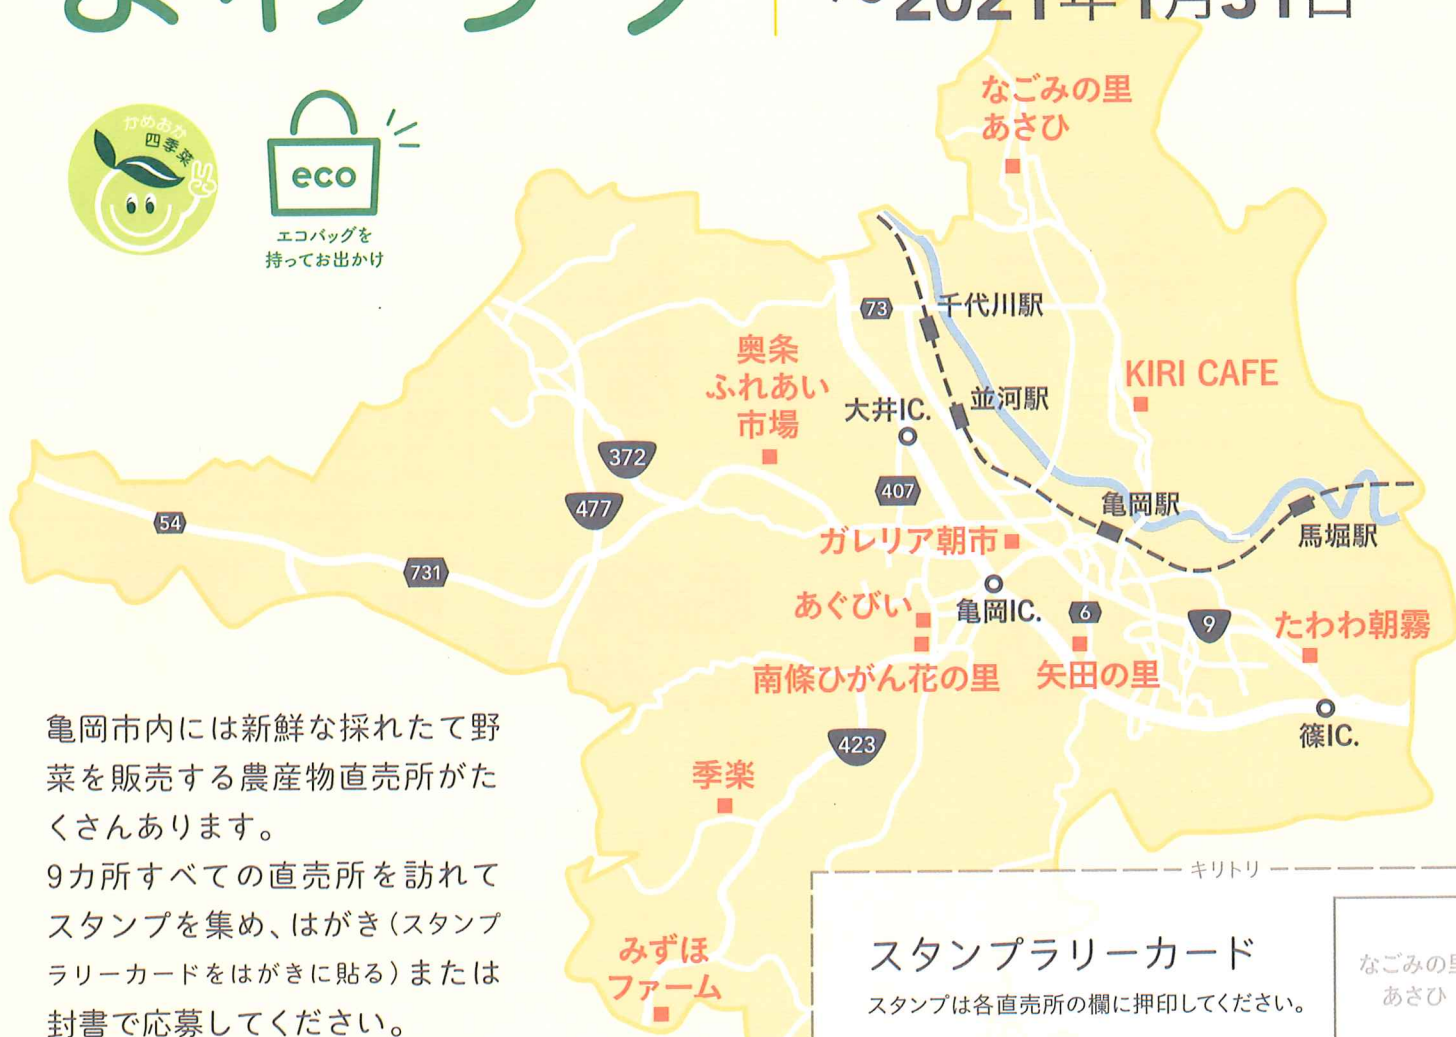 2021年1月31日
かめおか
四季菜
eco
エコバッグを
持ってお出かけ
なごみの里
あさひ
73
千代川駅
奥条
ふれあい
市場
KIRI CAFE
大井IC.
並河駅
372
477
407
亀岡駅
馬堀駅
54
ガレリア朝市
731
あぐびい
亀岡IC.
6
9
たわわ朝霧
南條ひがん花の里
矢田の里
423
篠IC.
季楽
みずほ
ファーム
亀岡市内には新鮮な採れたて野
菜を販売する農産物直売所がた
くさんあります。
9カ所すべての直売所を訪れて
スタンプを集め、はがき(スタンプ
ラリーカードをはがきに貼る)または
封書で応募してください。
キリトリ
スタンプラリーカード
スタンプは各直売所の欄に押印してください。
なごみの里
あさひ